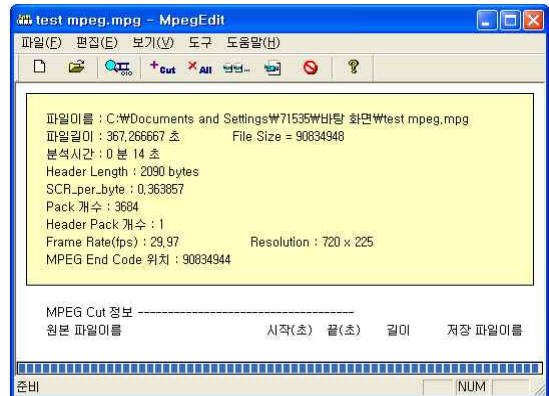 test mpeg.mpg - MpegEdit
파일(F) 편집(E) 보기(V) 도구 도움말(H)
+Cut ×All ?
파일이름 : C:₩Documents and Settings₩71535₩바탕 화면₩test mpeg.mpg
파일길이 : 367.266667 초 File Size = 90834948
분석시간 : 0 분 14 초
Header Length : 2090 bytes
SCR_per_byte : 0.363857
Pack 개수 : 3684
Header Pack 개수 : 1
Frame Rate(fps) : 29.97 Resolution : 720 x 225
MPEG End Code 위치 : 90834944
MPEG Cut 정보 ------------------------------------
원본 파일이름 시작(초) 끝(초) 길이 저장 파일이름
준비 NUM